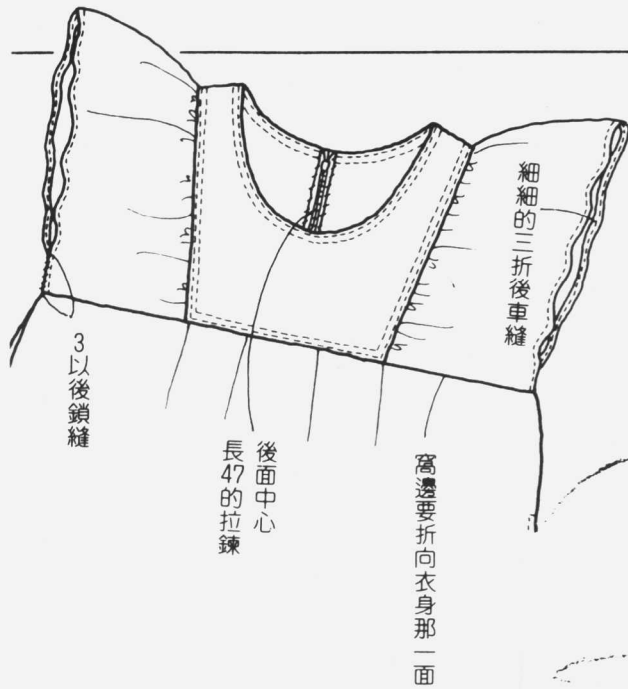 細細的三折後車縫
窩邊要折向衣身那一面
後面中心
長47的拉鍊
3以後鎖縫